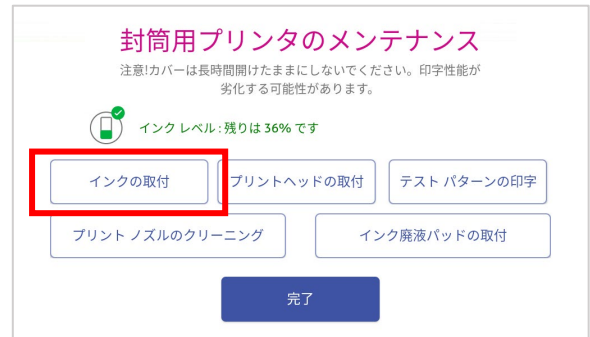 封筒用プリンタのメンテナンス
注意!カバーは長時間開けたままにしないでください。印字性能が
劣化する可能性があります。
インク レベル : 残りは 36% です
インクの取付
プリントヘッドの取付
テスト パターンの印字
プリント ノズルのクリーニング
インク廃液パッドの取付
完了